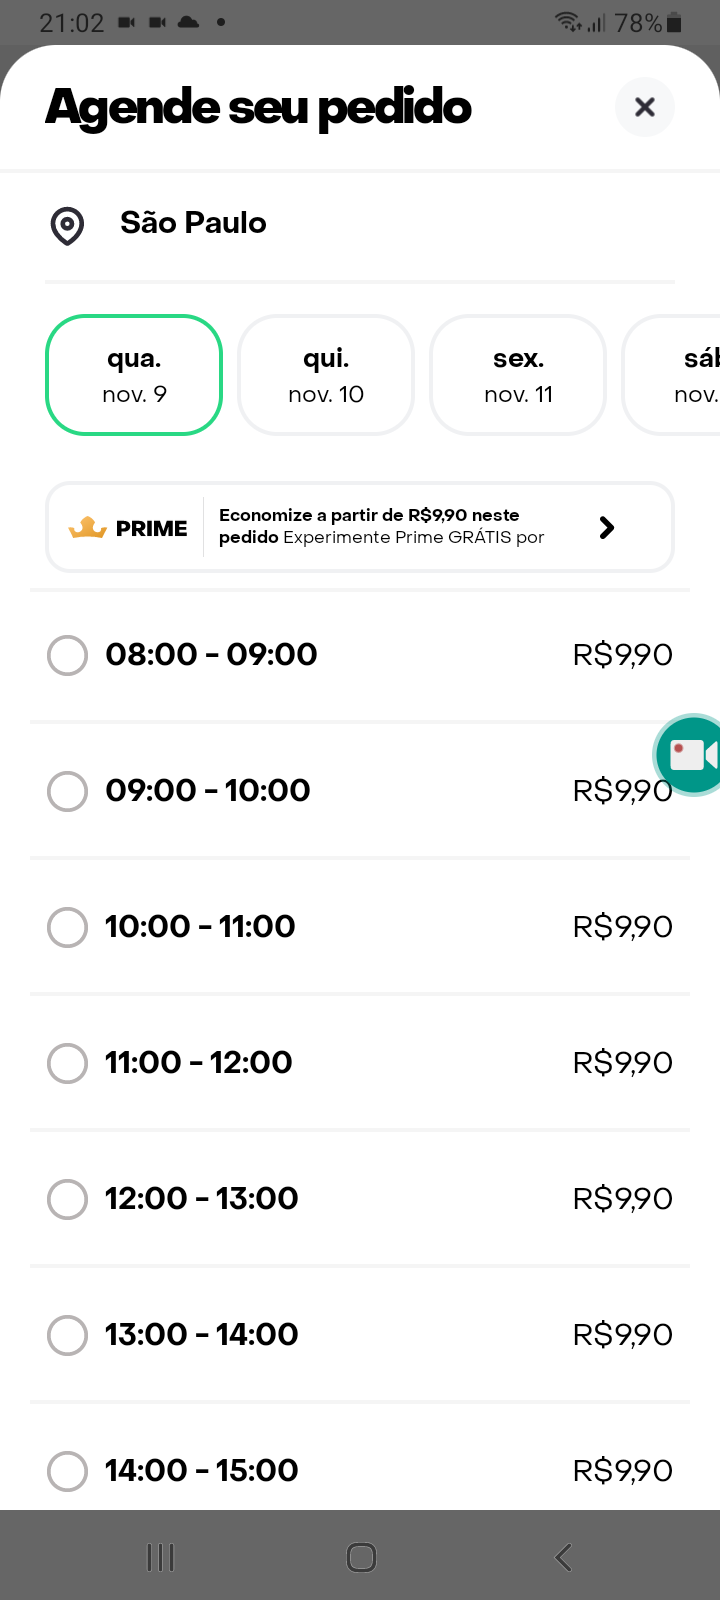 21:02
78%
Agende seu pedido
São Paulo
qua.
nov. 9
qui.
nov. 10
sex.
nov. 11
sáb
nov.
PRIME
Economize a partir de R$9,90 neste
pedido Experimente Prime GRÁTIS por
08:00 - 09:00 R$9,90
09:00 - 10:00 R$9,90
10:00 - 11:00 R$9,90
11:00 - 12:00 R$9,90
12:00 - 13:00 R$9,90
13:00 - 14:00 R$9,90
14:00 - 15:00 R$9,90